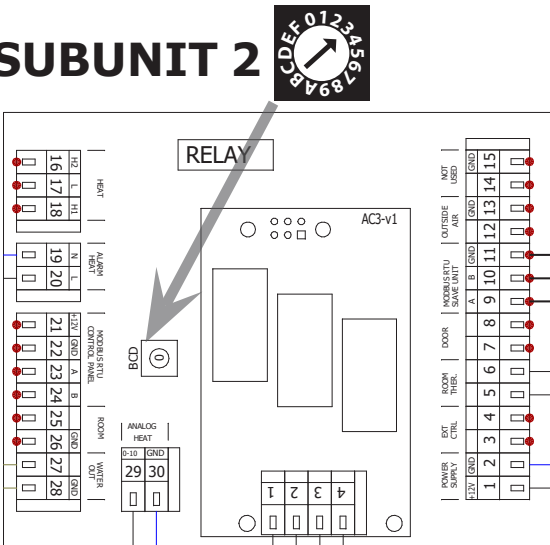 SUBUNIT 2
0123456789ABCDEF
RELAY
AC3-v1
16 H2
17 L
18 H1
HEAT
19 N
20 L
ALARM
HEAT
21 +12V
22 GND
23 A
24 B
25
26 GND
27
28 GND
MODBUS RTU
CONTROL PANEL
ROOM
WATER
OUT
BCD
0
ANALOG
HEAT
0-10 GND
29 30
1 2 3 4
NOT
USED
OUTSIDE
AIR
MODBUS RTU
SLAVE UNIT
DOOR
ROOM
THER.
EXT
CTRL
POWER
SUPPLY
GND 15
14
GND 13
12
GND 11
B 10
A 9
8
7
6
5
4
3
GND 2
+12V 1